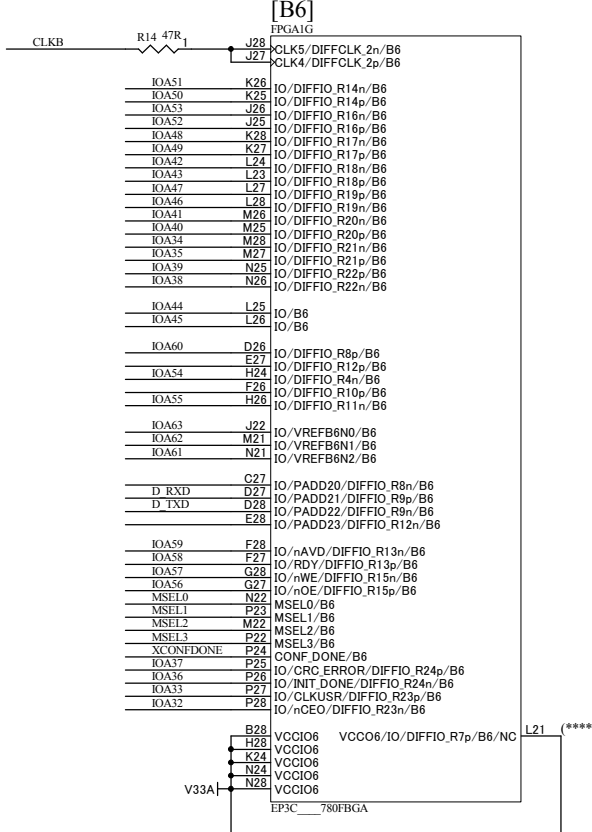 [B6]
FPGA1G
CLKB R14 47R 1 J28 CLK5/DIFFCLK_2n/B6
J27 CLK4/DIFFCLK_2p/B6
IOA51 K26 IO/DIFFIO_R14n/B6
IOA50 K25 IO/DIFFIO_R14p/B6
IOA53 J26 IO/DIFFIO_R16n/B6
IOA52 J25 IO/DIFFIO_R16p/B6
IOA48 K28 IO/DIFFIO_R17n/B6
IOA49 K27 IO/DIFFIO_R17p/B6
IOA42 L24 IO/DIFFIO_R18n/B6
IOA43 L23 IO/DIFFIO_R18p/B6
IOA47 L27 IO/DIFFIO_R19p/B6
IOA46 L28 IO/DIFFIO_R19n/B6
IOA41 M26 IO/DIFFIO_R20n/B6
IOA40 M25 IO/DIFFIO_R20p/B6
IOA34 M28 IO/DIFFIO_R21n/B6
IOA35 M27 IO/DIFFIO_R21p/B6
IOA39 N25 IO/DIFFIO_R22p/B6
IOA38 N26 IO/DIFFIO_R22n/B6
IOA44 L25 IO/B6
IOA45 L26 IO/B6
IOA60 D26 IO/DIFFIO_R8p/B6
E27 IO/DIFFIO_R12p/B6
IOA54 H24 IO/DIFFIO_R4n/B6
F26 IO/DIFFIO_R10p/B6
IOA55 H26 IO/DIFFIO_R11n/B6
IOA63 J22 IO/VREFB6N0/B6
IOA62 M21 IO/VREFB6N1/B6
IOA61 N21 IO/VREFB6N2/B6
C27 IO/PADD20/DIFFIO_R8n/B6
D_RXD D27 IO/PADD21/DIFFIO_R9p/B6
D_TXD D28 IO/PADD22/DIFFIO_R9n/B6
E28 IO/PADD23/DIFFIO_R12n/B6
IOA59 F28 IO/nAVD/DIFFIO_R13n/B6
IOA58 F27 IO/RDY/DIFFIO_R13p/B6
IOA57 G28 IO/nWE/DIFFIO_R15n/B6
IOA56 G27 IO/nOE/DIFFIO_R15p/B6
MSEL0 N22 MSEL0/B6
MSEL1 P23 MSEL1/B6
MSEL2 M22 MSEL2/B6
MSEL3 P22 MSEL3/B6
XCONFDONE P24 CONF_DONE/B6
IOA37 P25 IO/CRC_ERROR/DIFFIO_R24p/B6
IOA36 P26 IO/INIT_DONE/DIFFIO_R24n/B6
IOA33 P27 IO/CLKUSR/DIFFIO_R23p/B6
IOA32 P28 IO/nCEO/DIFFIO_R23n/B6
B28 VCCIO6 VCCO6/IO/DIFFIO_R7p/B6/NC L21 (****
H28 VCCIO6
K24 VCCIO6
N24 VCCIO6
V33A N28 VCCIO6
EP3C____780FBGA